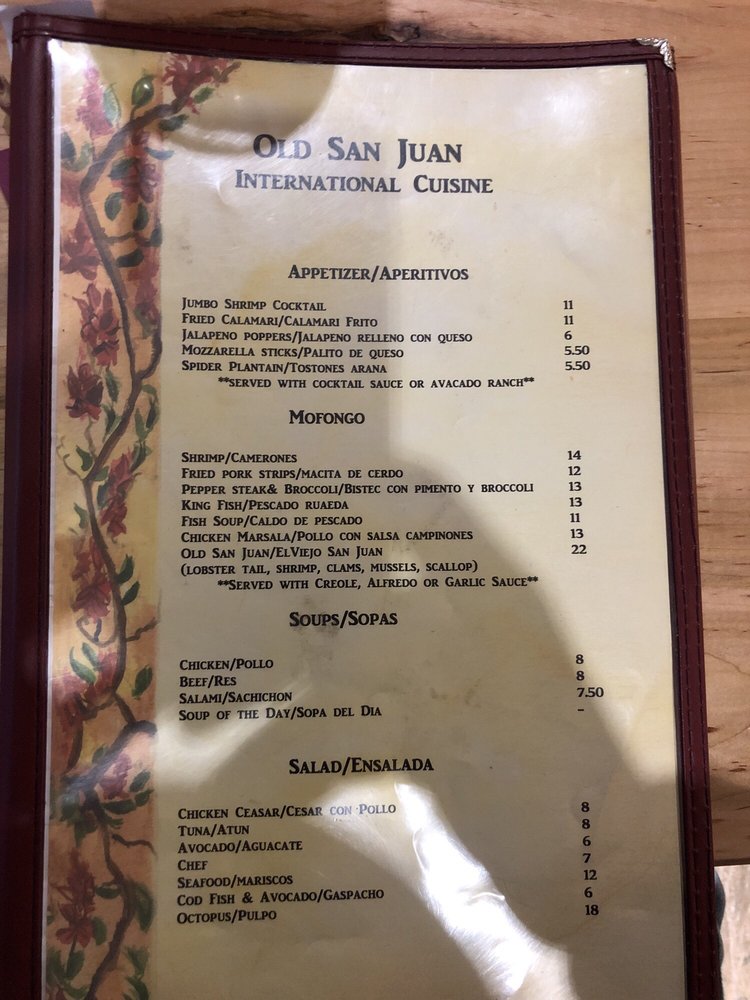 Old San Juan
International Cuisine
Appetizer/Aperitivos
Jumbo Shrimp Cocktail 11
Fried Calamari/Calamari Frito 11
Jalapeno poppers/Jalapeno relleno con queso 6
Mozzarella sticks/Palito de queso 5.50
Spider Plantain/Tostones arana 5.50
**served with cocktail sauce or avacado ranch**
Mofongo
Shrimp/Camerones 14
Fried pork strips/macita de cerdo 12
Pepper steak& Broccoli/Bistec con pimento y broccoli 13
King Fish/Pescado ruaeda 13
Fish Soup/Caldo de pescado 11
Chicken Marsala/Pollo con salsa campinones 13
Old San Juan/ElViejo San Juan 22
(lobster tail, shrimp, clams, mussels, scallop)
**Served with Creole, Alfredo or Garlic Sauce**
Soups/Sopas
Chicken/Pollo 8
Beef/Res 8
Salami/Sachichon 7.50
Soup of the Day/Sopa del Dia –
Salad/Ensalada
Chicken Ceasar/Cesar con Pollo 8
Tuna/Atun 8
Avocado/Aguacate 6
Chef 7
Seafood/mariscos 12
Cod Fish & Avocado/Gaspacho 6
Octopus/Pulpo 18